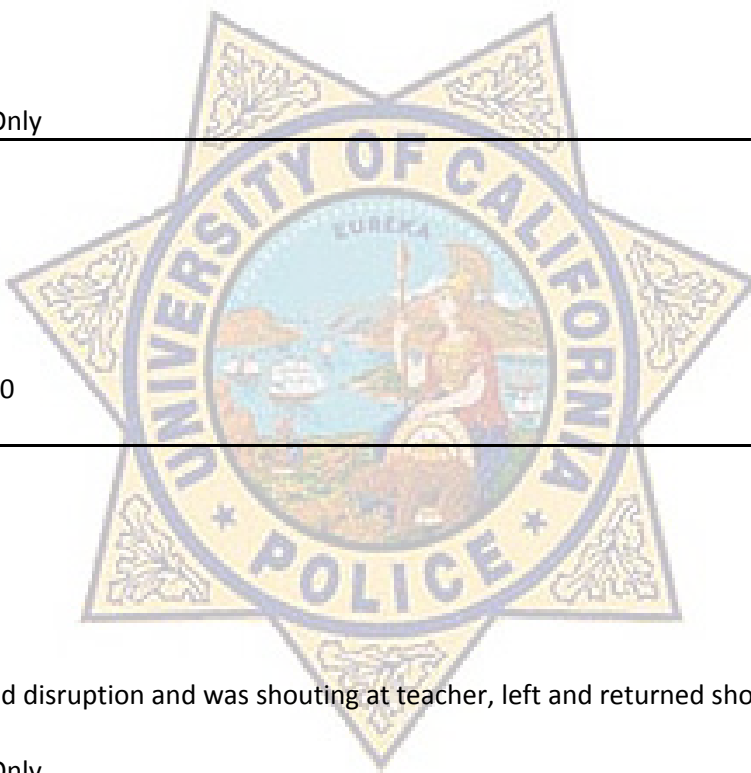 Only
UNIVERSITY OF CALIFORNIA
EUREKA
0
POLICE
d disruption and was shouting at teacher, left and returned sho
Only